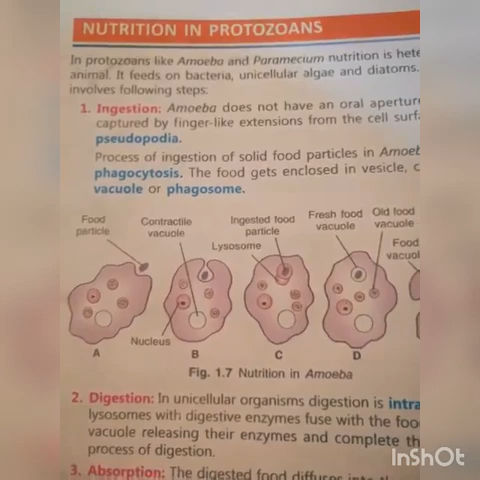 NUTRITION IN PROTOZOANS
In protozoans like Amoeba and Paramecium nutrition is hete
animal. It feeds on bacteria, unicellular algae and diatoms.
involves following steps:
1. Ingestion: Amoeba does not have an oral aperture
captured by finger-like extensions from the cell surf
pseudopodia.
Process of ingestion of solid food particles in Amoeb
phagocytosis. The food gets enclosed in vesicle, c
vacuole or phagosome.
Food particle
Contractile vacuole
Ingested food particle
Fresh food vacuole
Old food vacuole
Lysosome
Food vacuol
Nucleus
A B C D
Fig. 1.7 Nutrition in Amoeba
2. Digestion: In unicellular organisms digestion is intra
lysosomes with digestive enzymes fuse with the foo
vacuole releasing their enzymes and complete th
process of digestion.
3. Absorption: The digested food diffuses into th
InShOt